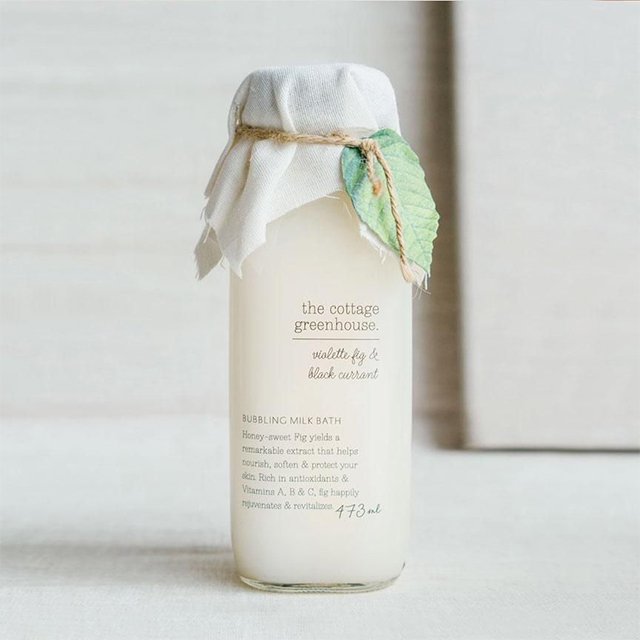 the cottage
greenhouse.
violette fig &
black currant
BUBBLING MILK BATH
Honey-sweet Fig yields a
remarkable extract that helps
nourish, soften & protect your
skin. Rich in antioxidants &
Vitamins A, B & C, fig happily
rejuvenates & revitalizes. 473 ml